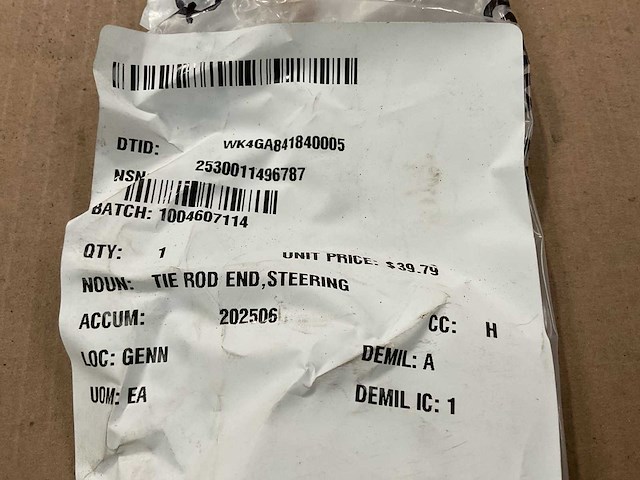 DTID: WK4GA841840005
NSN 2530011496787
BATCH: 1004607114
QTY: 1 UNIT PRICE: $39.79
NOUN: TIE ROD END,STEERING
ACCUM: 202506 CC: H
LOC: GENN DEMIL: A
UOM: EA DEMIL IC: 1